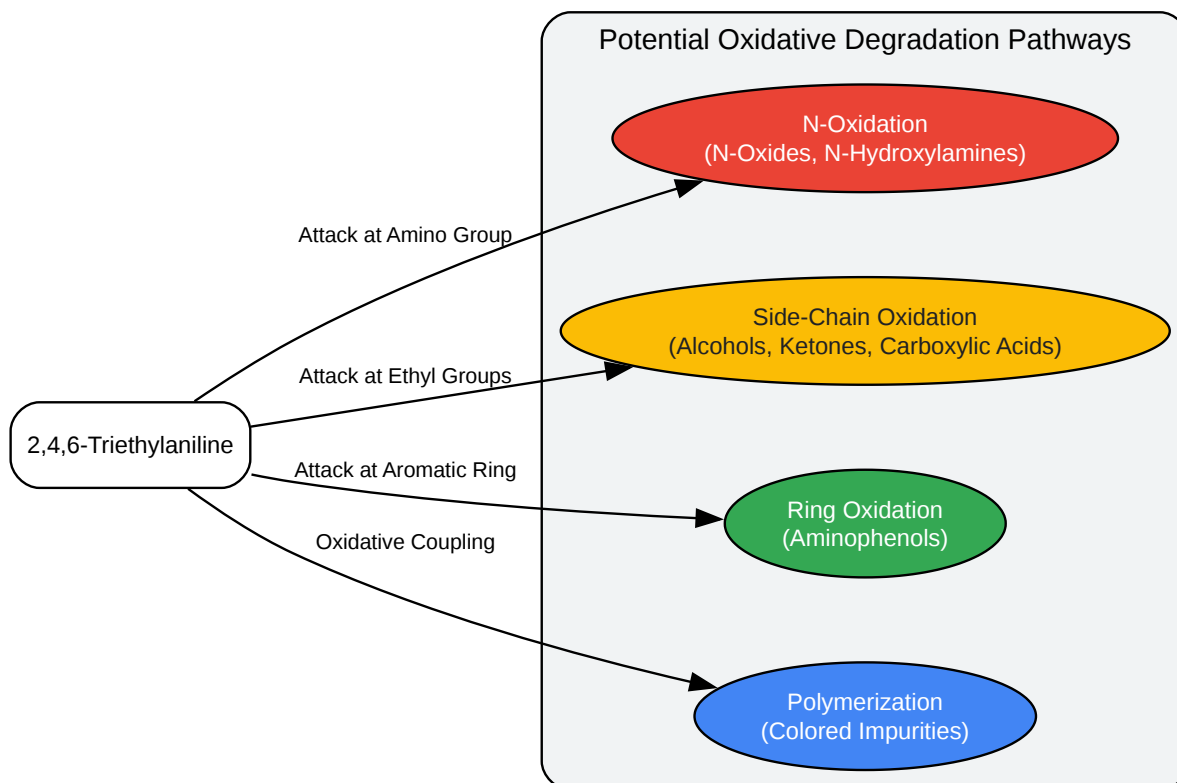 Potential Oxidative Degradation Pathways
N-Oxidation
(N-Oxides, N-Hydroxylamines)
Attack at Amino Group
Side-Chain Oxidation
(Alcohols, Ketones, Carboxylic Acids)
Attack at Ethyl Groups
2,4,6-Triethylaniline
Attack at Aromatic Ring
Ring Oxidation
(Aminophenols)
Oxidative Coupling
Polymerization
(Colored Impurities)